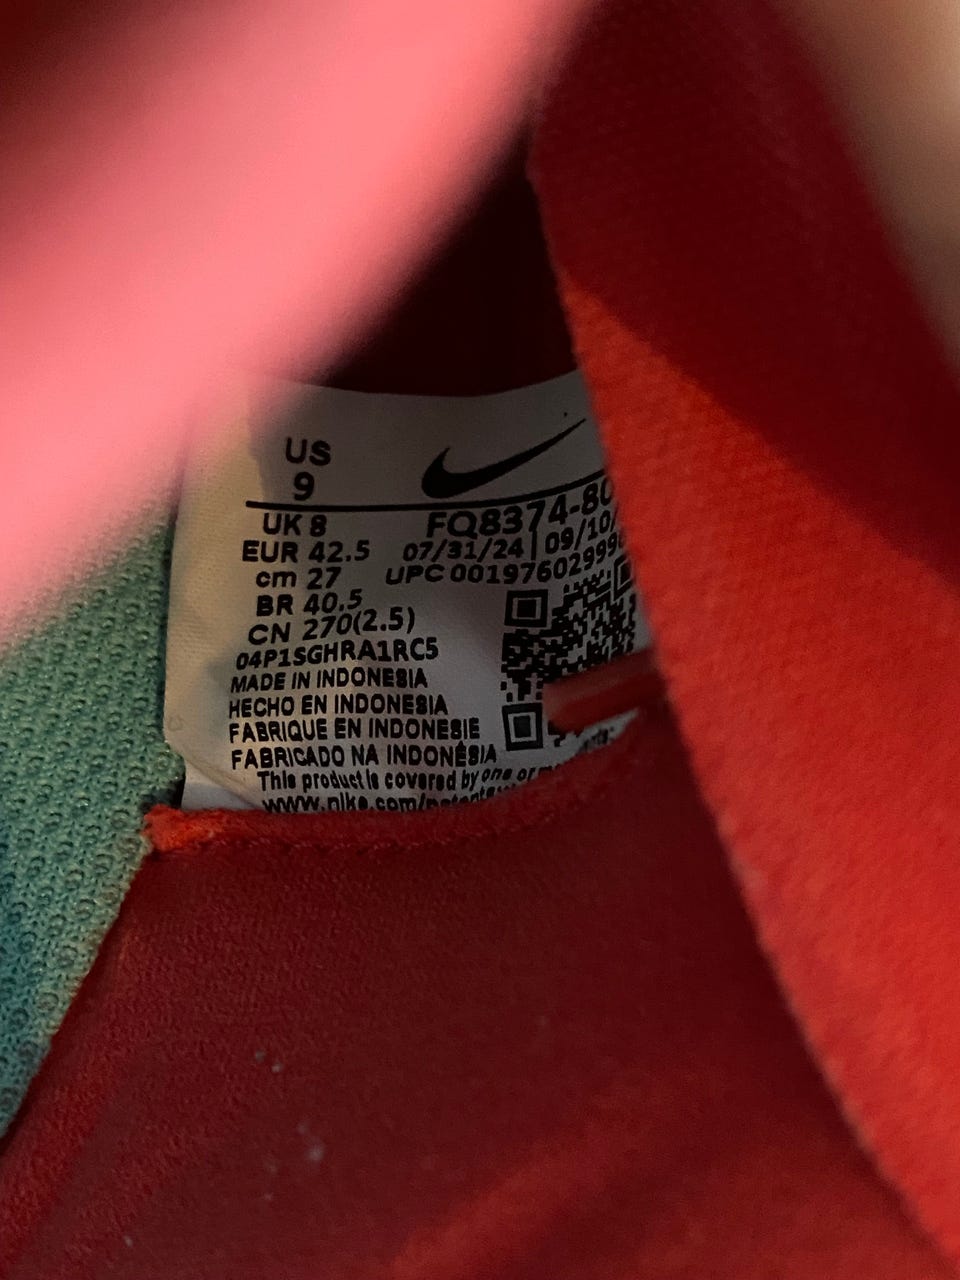 US
9
UK 8
EUR 42.5
cm 27
BR 40.5
CN 270(2.5)
FQ8374-80
07/31/24 | 09/10/
UPC 00197602999
04P1SGHRA1RC5
MADE IN INDONESIA
HECHO EN INDONESIA
FABRIQUE EN INDONESIE
FABRICADO NA INDONÉSIA
This product is covered by one or
www.nike.com/patents